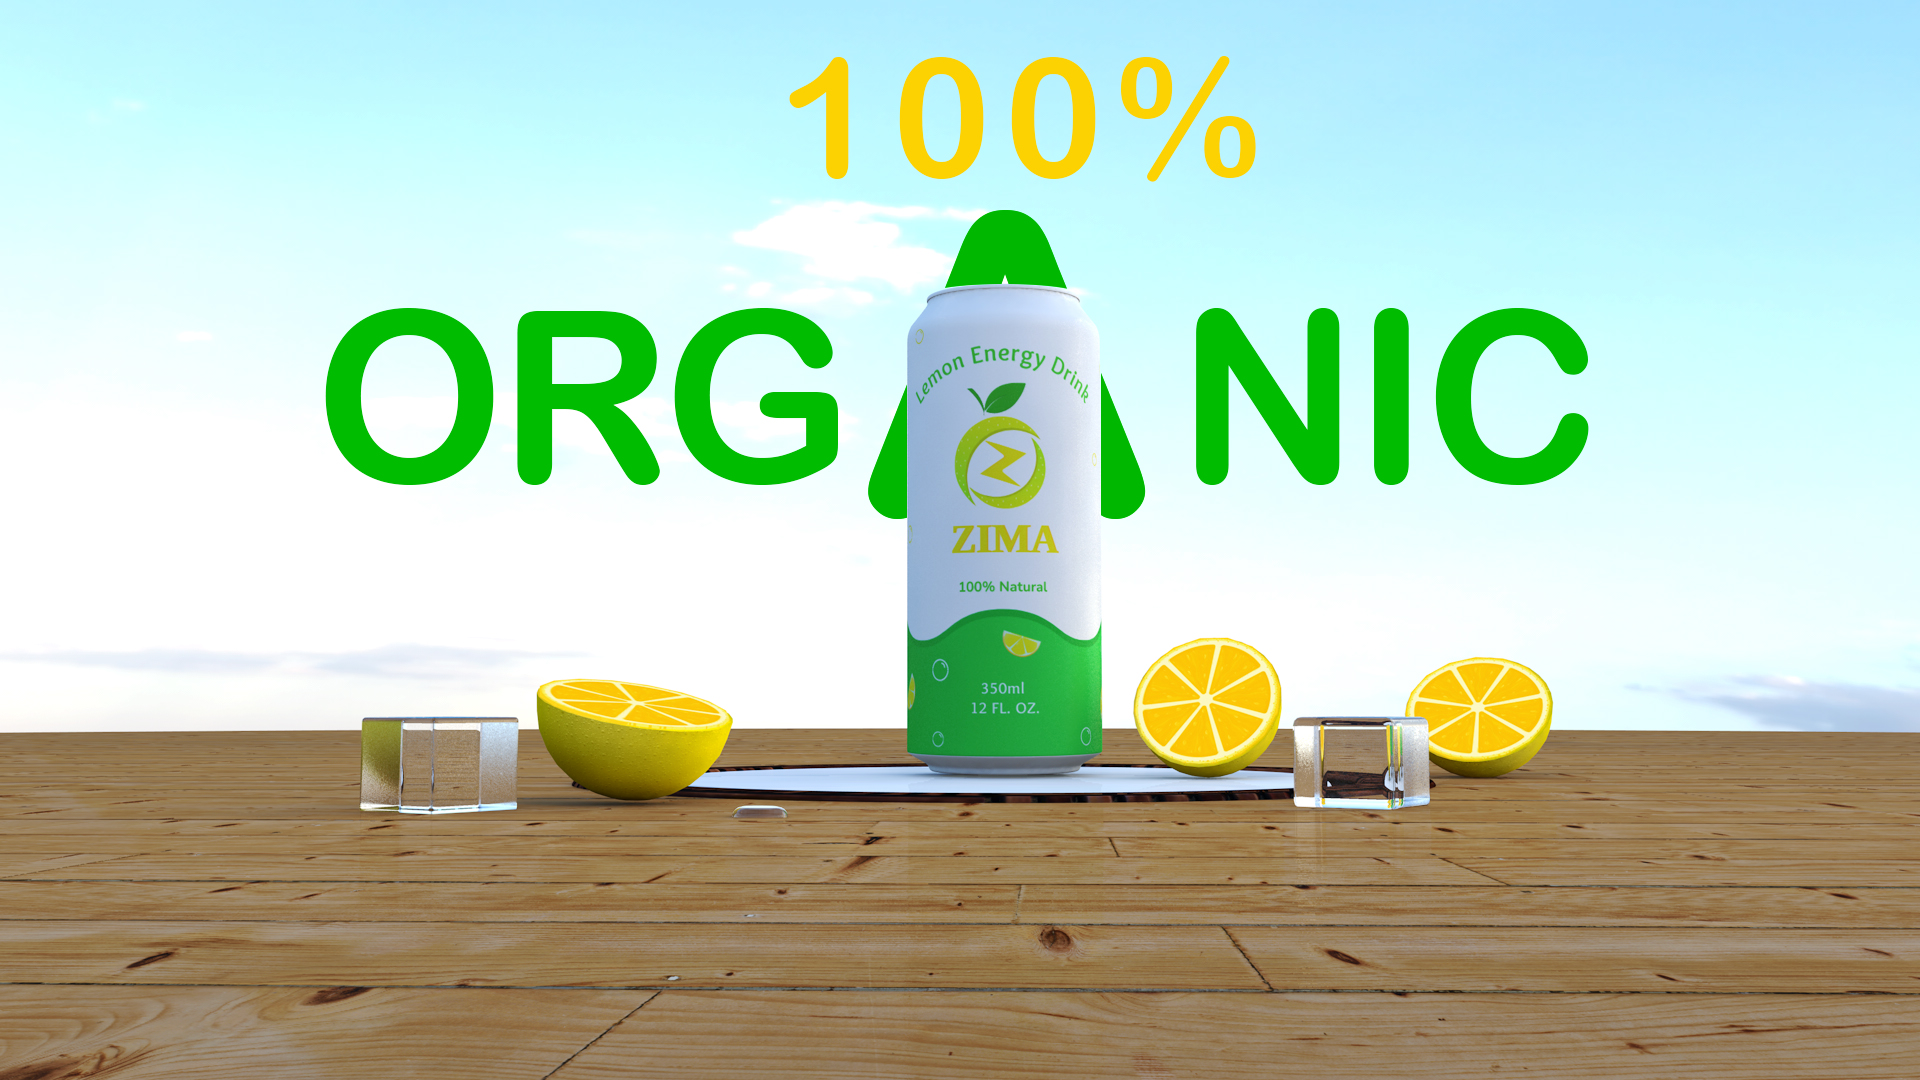 100%
ORGANIC
Lemon Energy Drink
Z
ZIMA
100% Natural
350ml
12 FL. OZ.